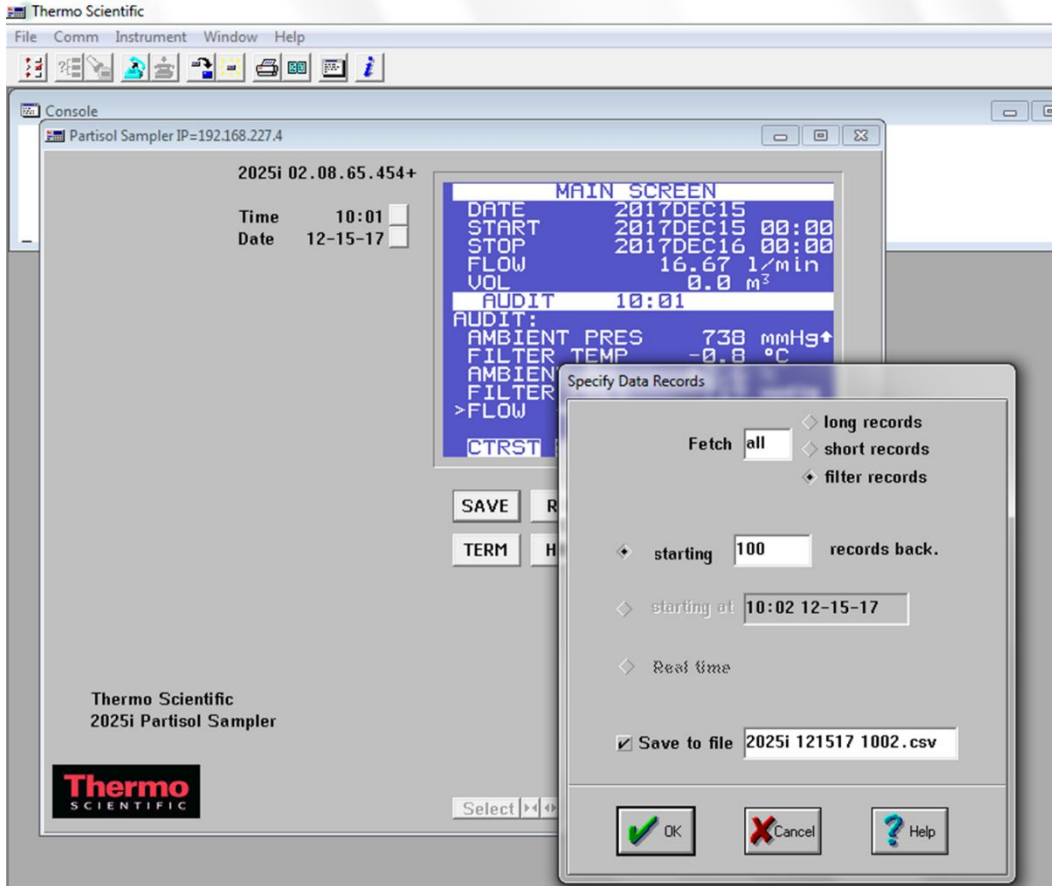 Thermo Scientific
File Comm Instrument Window Help
Console
Partisol Sampler IP=192.168.227.4
2025i 02.08.65.454+
Time 10:01
Date 12-15-17
MAIN SCREEN
DATE 2017DEC15
START 2017DEC15 00:00
STOP 2017DEC16 00:00
FLOW 16.67 l/min
VOL 0.0 m³
AUDIT 10:01
AUDIT:
AMBIENT PRES 738 mmHg
FILTER TEMP -0.8 °C
AMBIEN
FILTER
>FLOW
CTRST
SAVE R
TERM H
Thermo Scientific
2025i Partisol Sampler
Thermo
SCIENTIFIC
Select
Specify Data Records
Fetch all
long records
short records
filter records
starting 100 records back.
starting at 10:02 12-15-17
Real time
Save to file 2025i 121517 1002.csv
OK Cancel Help